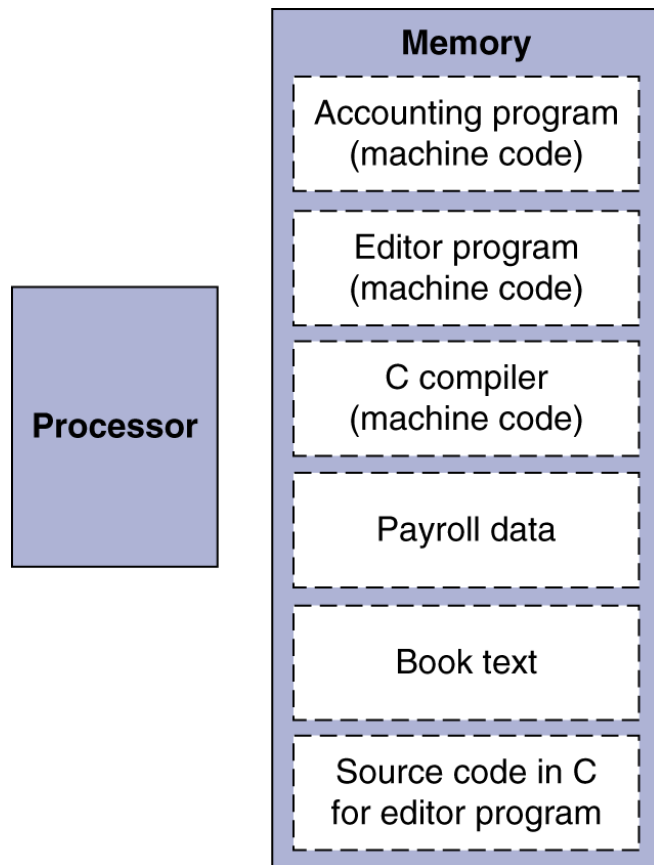 Memory
Accounting program
(machine code)
Editor program
(machine code)
C compiler
(machine code)
Processor
Payroll data
Book text
Source code in C
for editor program